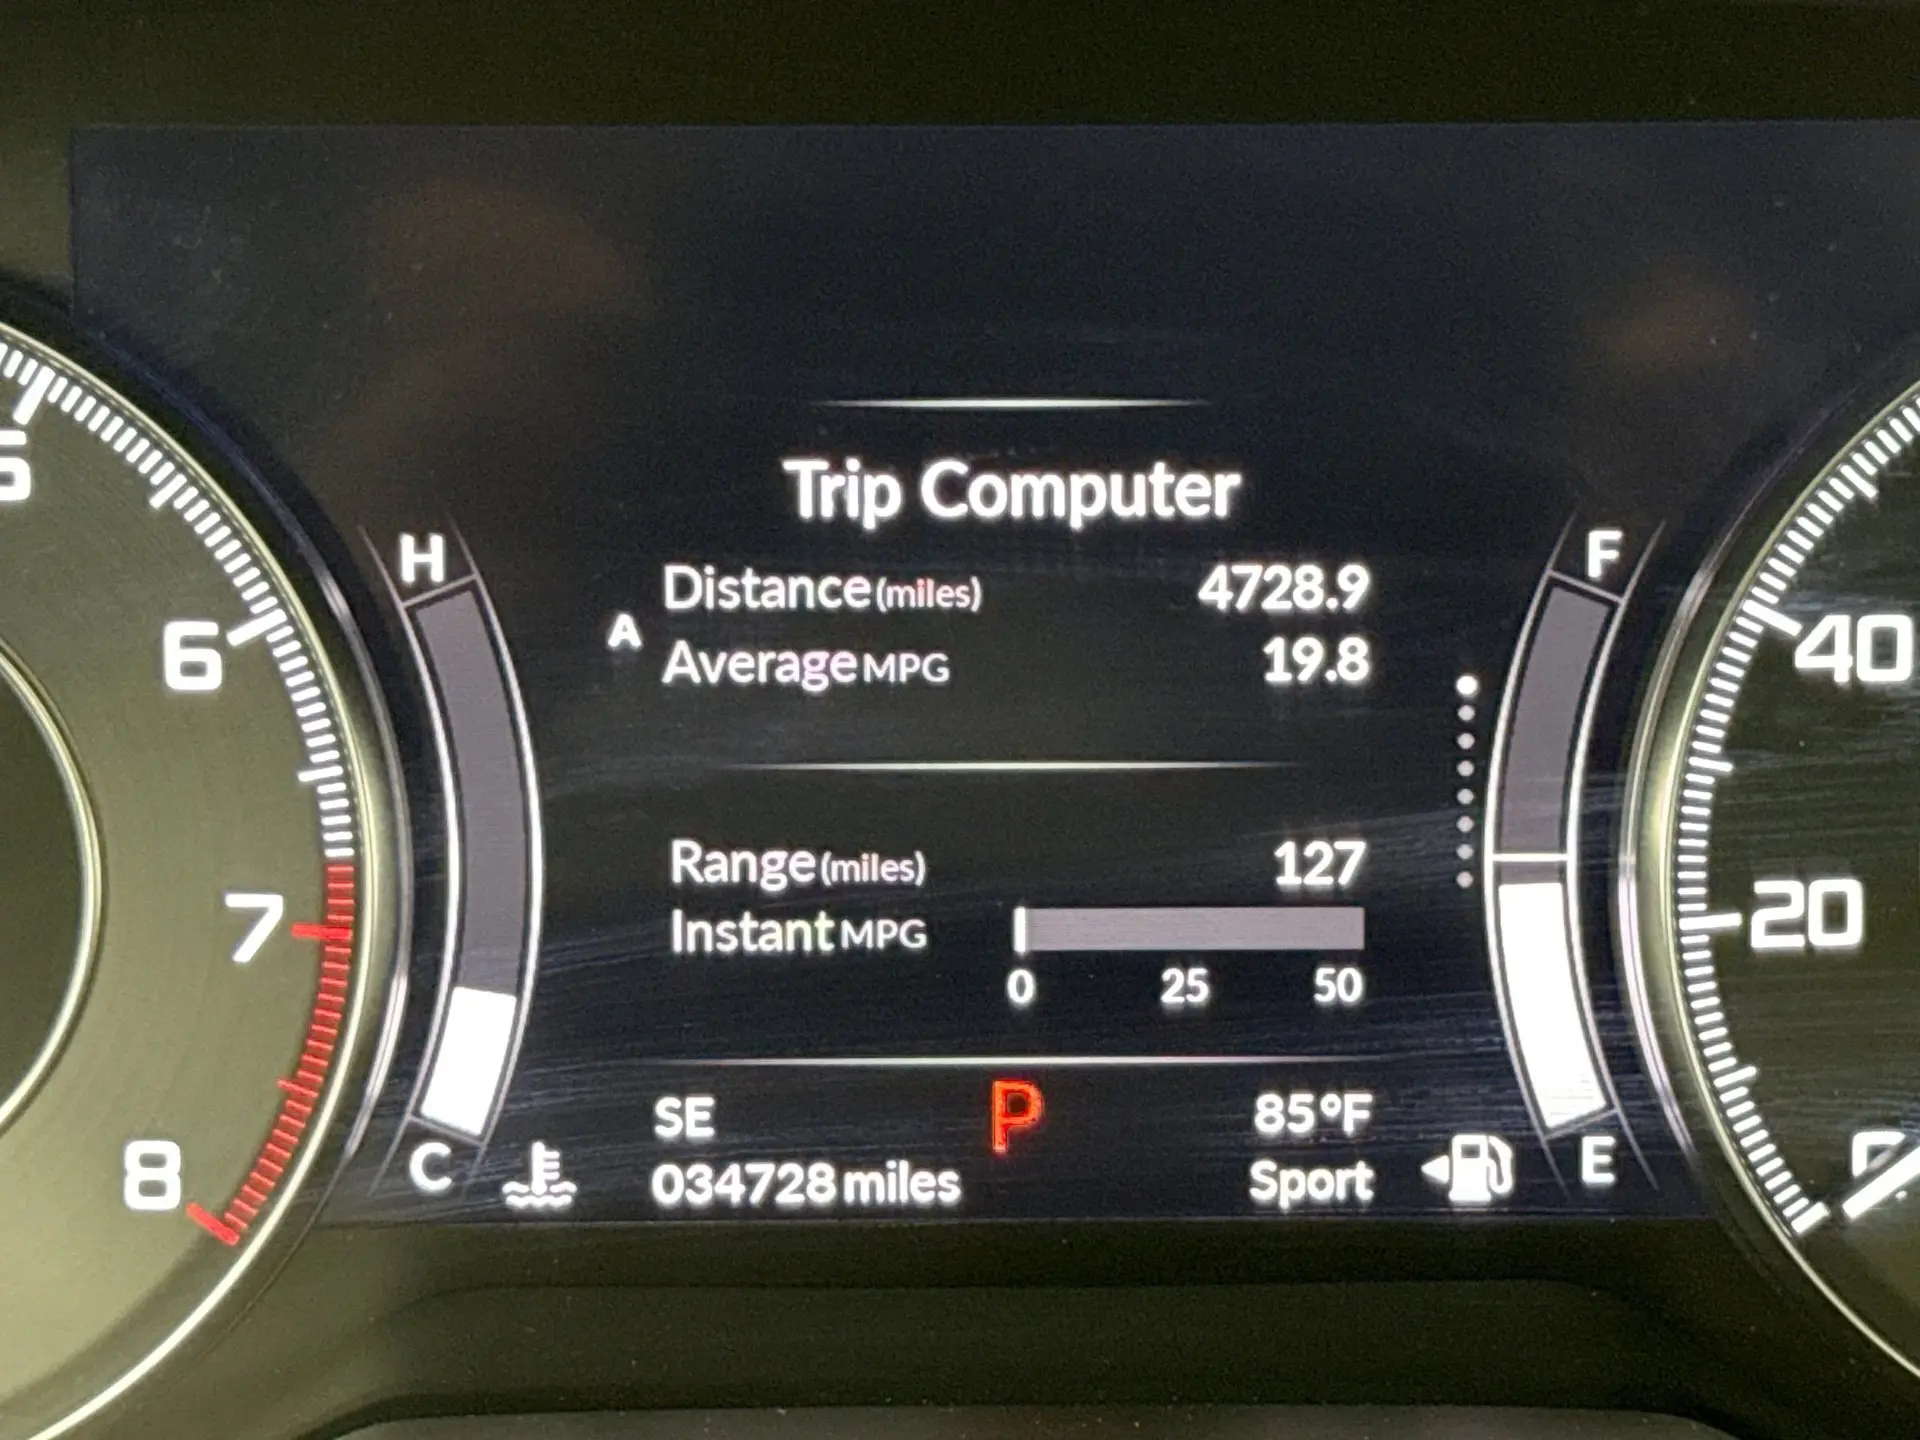 Trip Computer
Distance (miles) 4728.9
A
Average MPG 19.8
Range (miles) 127
Instant MPG
0 25 50
SE P 85°F
034728 miles Sport
H
C
F
E
5
6
7
8
40
20